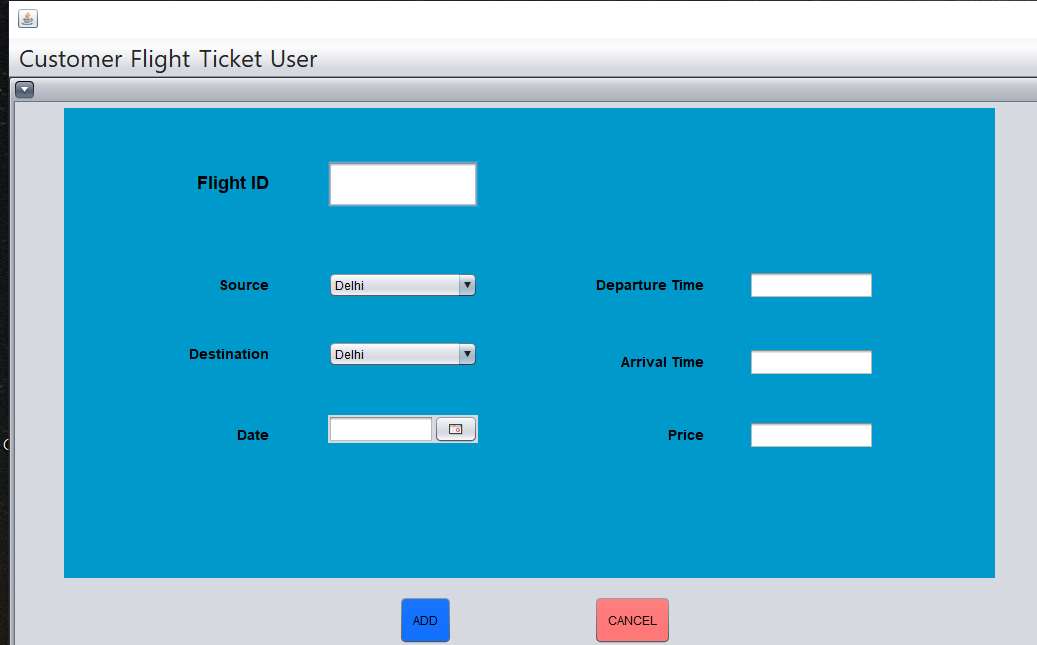 Customer Flight Ticket User
Flight ID
Source Delhi Departure Time
Destination Delhi Arrival Time
Date Price
ADD CANCEL